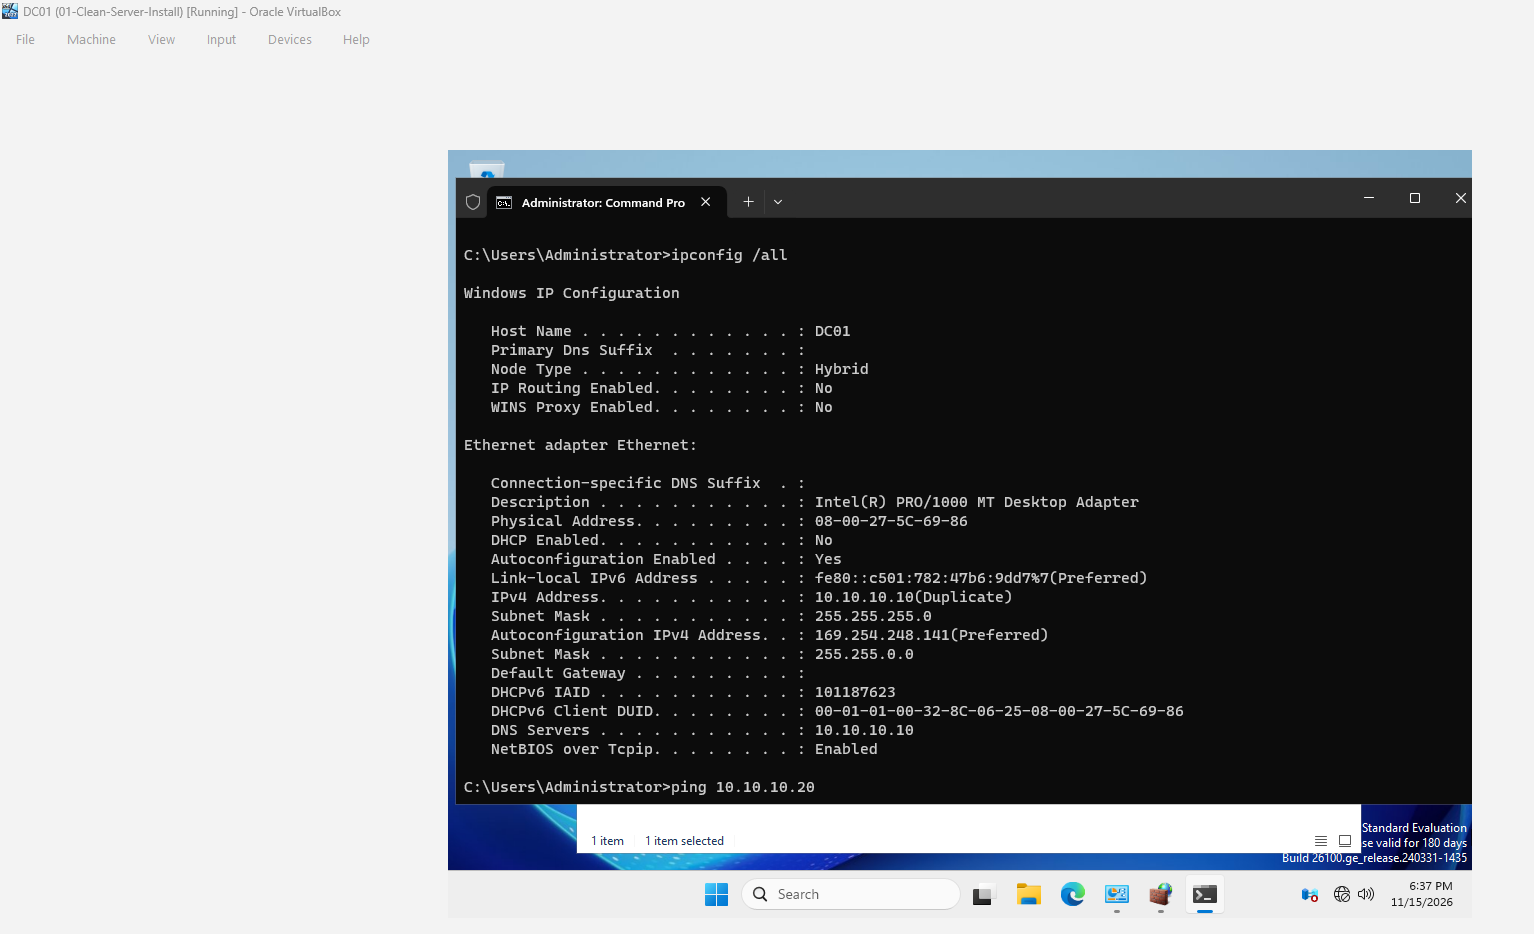 DC01 (01-Clean-Server-Install) [Running] - Oracle VirtualBox
File Machine View Input Devices Help
Administrator: Command Pro
C:\Users\Administrator>ipconfig /all
Windows IP Configuration
Host Name . . . . . . . . . . . . : DC01
Primary Dns Suffix  . . . . . . . :
Node Type . . . . . . . . . . . . : Hybrid
IP Routing Enabled. . . . . . . . : No
WINS Proxy Enabled. . . . . . . . : No
Ethernet adapter Ethernet:
Connection-specific DNS Suffix  . :
Description . . . . . . . . . . . : Intel(R) PRO/1000 MT Desktop Adapter
Physical Address. . . . . . . . . : 08-00-27-5C-69-86
DHCP Enabled. . . . . . . . . . . : No
Autoconfiguration Enabled . . . . : Yes
Link-local IPv6 Address . . . . . : fe80::c501:782:47b6:9dd7%7(Preferred)
IPv4 Address. . . . . . . . . . . : 10.10.10.10(Duplicate)
Subnet Mask . . . . . . . . . . . : 255.255.255.0
Autoconfiguration IPv4 Address. . : 169.254.248.141(Preferred)
Subnet Mask . . . . . . . . . . . : 255.255.0.0
Default Gateway . . . . . . . . . :
DHCPv6 IAID . . . . . . . . . . . : 101187623
DHCPv6 Client DUID. . . . . . . . : 00-01-01-00-32-8C-06-25-08-00-27-5C-69-86
DNS Servers . . . . . . . . . . . : 10.10.10.10
NetBIOS over Tcpip. . . . . . . . : Enabled
C:\Users\Administrator>ping 10.10.10.20
Standard Evaluation
1 item 1 item selected
se valid for 180 days
Build 26100.ge_release.240331-1435
Search
6:37 PM
11/15/2026